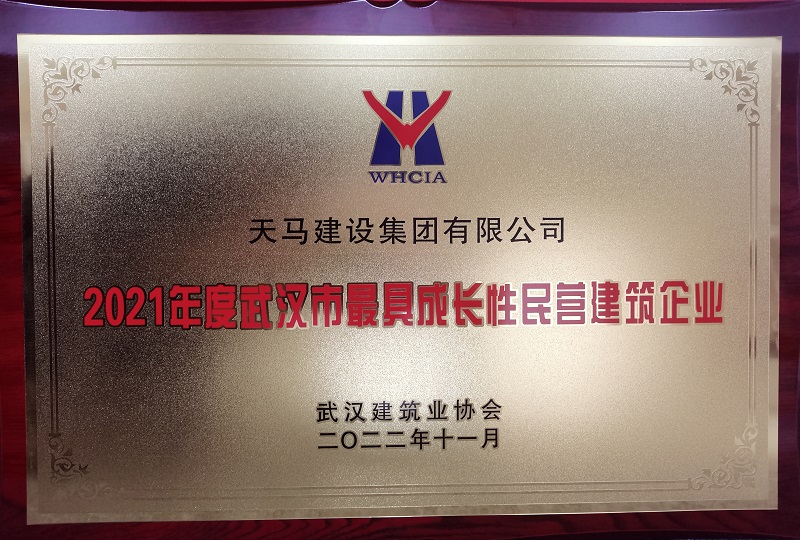 WHCIA
天马建设集团有限公司
2021年度武汉市最具成长性民营建筑企业
武汉建筑业协会
二〇二二年十一月